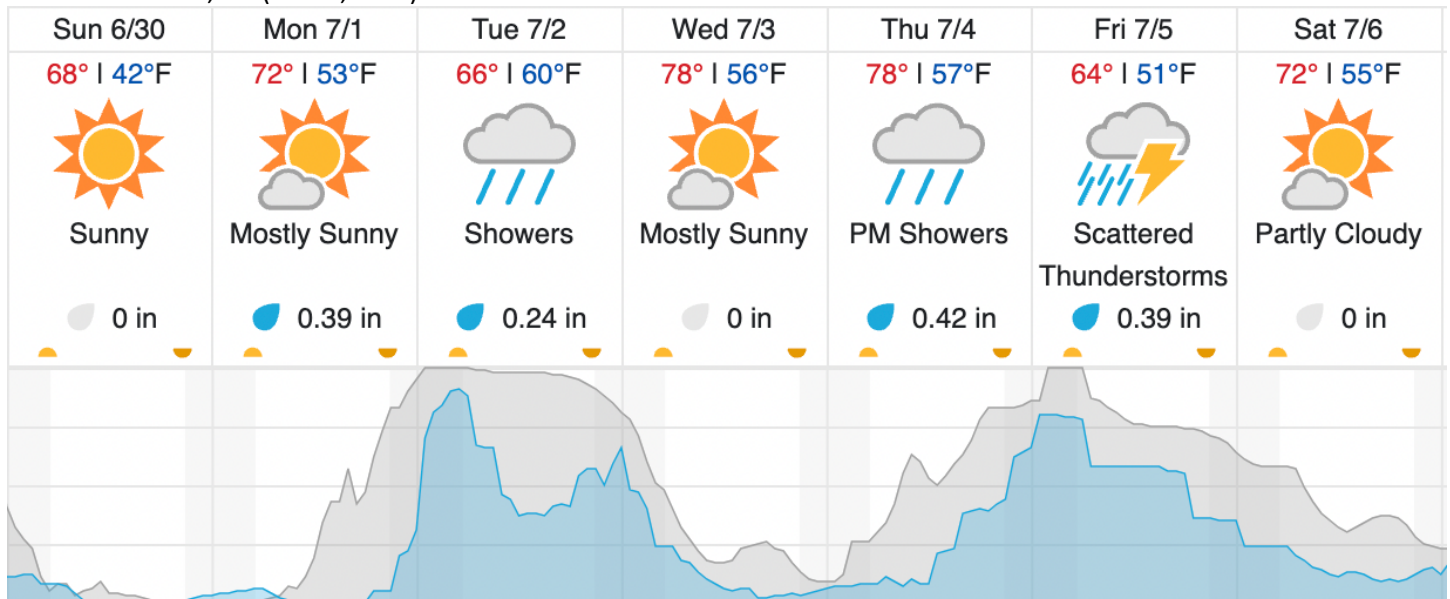 Sun 6/30 Mon 7/1 Tue 7/2 Wed 7/3 Thu 7/4 Fri 7/5 Sat 7/6
68° | 42°F 72° | 53°F 66° | 60°F 78° | 56°F 78° | 57°F 64° | 51°F 72° | 55°F
Sunny Mostly Sunny Showers Mostly Sunny PM Showers Scattered Partly Cloudy
Thunderstorms
0 in 0.39 in 0.24 in 0 in 0.42 in 0.39 in 0 in